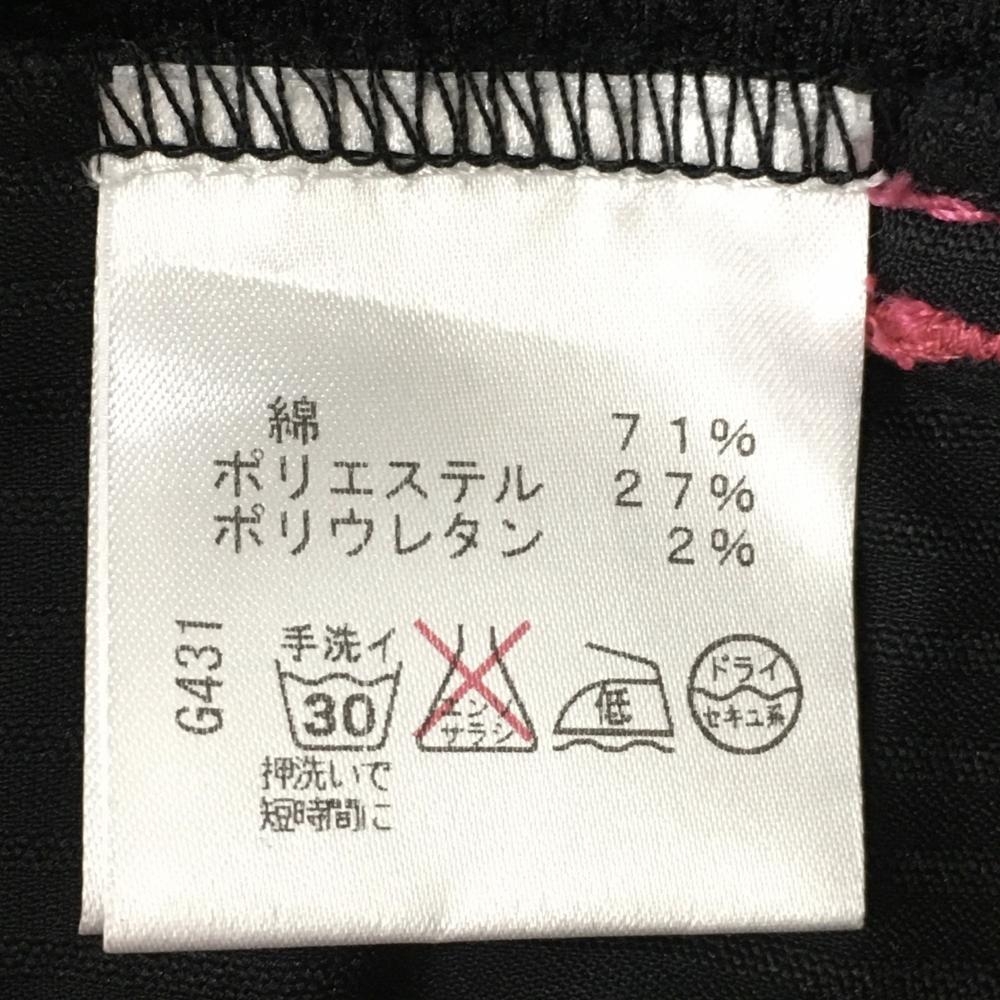 綿 71%
ポリエステル 27%
ポリウレタン 2%
G431
手洗イ
30
エンソ
サラシ
低
ドライ
セキユ系
押洗いで
短時間に